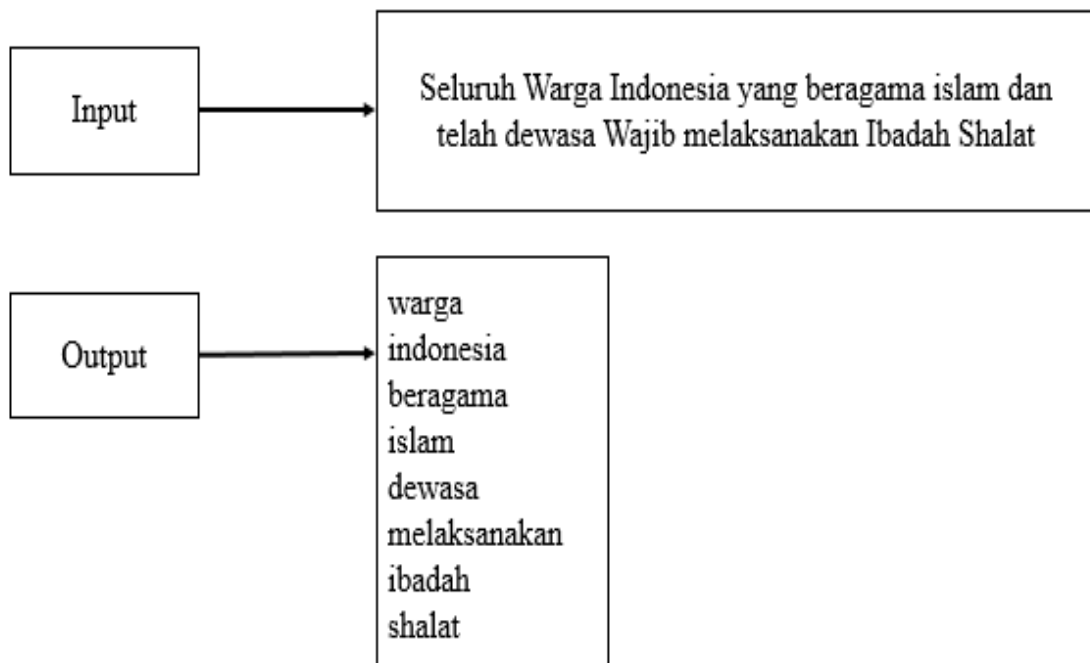 Input
Seluruh Warga Indonesia yang beragama islam dan
telah dewasa Wajib melaksanakan Ibadah Shalat
Output
warga
indonesia
beragama
islam
dewasa
melaksanakan
ibadah
shalat